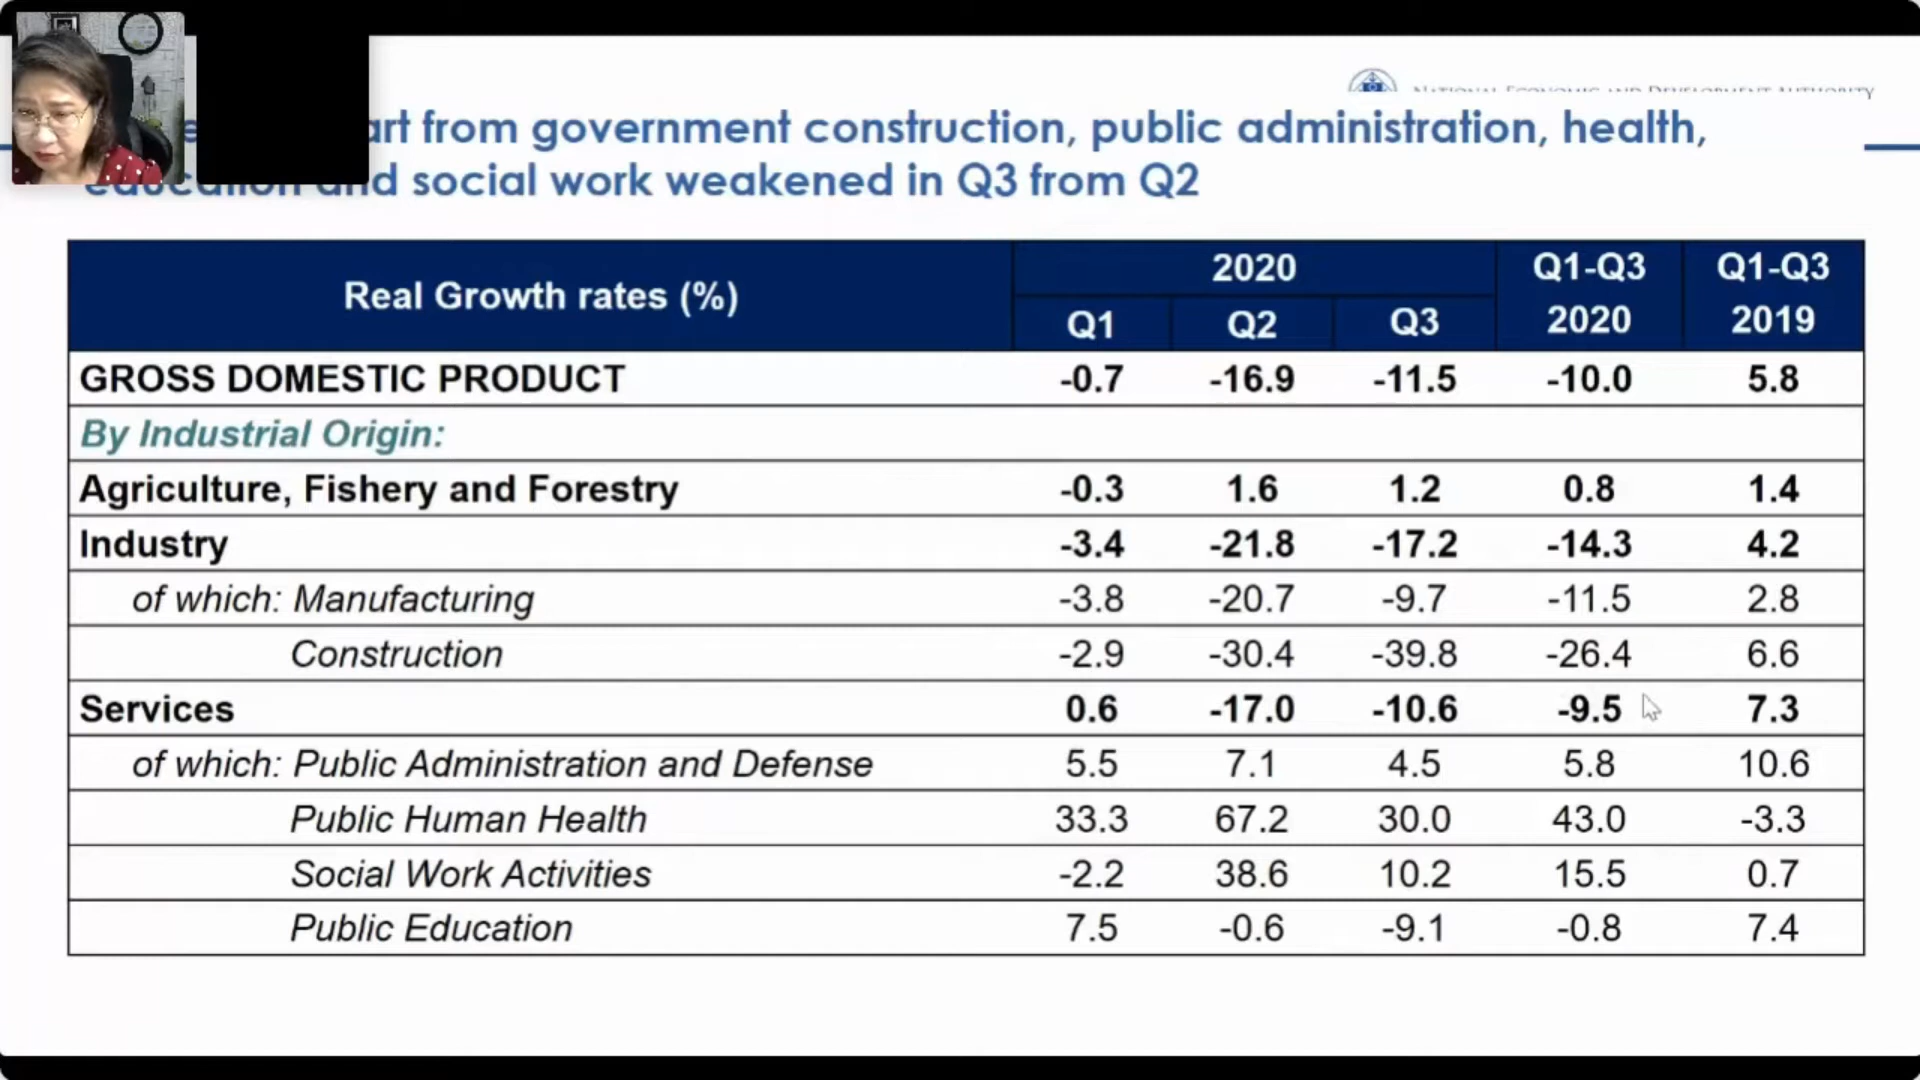 NATIONAL ECONOMIC AND DEVELOPMENT AUTHORITY
from government construction, public administration, health,
education and social work weakened in Q3 from Q2
Real Growth rates (%) 2020 Q1-Q3 2020 Q1-Q3 2019
Q1 Q2 Q3
GROSS DOMESTIC PRODUCT -0.7 -16.9 -11.5 -10.0 5.8
By Industrial Origin:
Agriculture, Fishery and Forestry -0.3 1.6 1.2 0.8 1.4
Industry -3.4 -21.8 -17.2 -14.3 4.2
of which: Manufacturing -3.8 -20.7 -9.7 -11.5 2.8
Construction -2.9 -30.4 -39.8 -26.4 6.6
Services 0.6 -17.0 -10.6 -9.5 7.3
of which: Public Administration and Defense 5.5 7.1 4.5 5.8 10.6
Public Human Health 33.3 67.2 30.0 43.0 -3.3
Social Work Activities -2.2 38.6 10.2 15.5 0.7
Public Education 7.5 -0.6 -9.1 -0.8 7.4